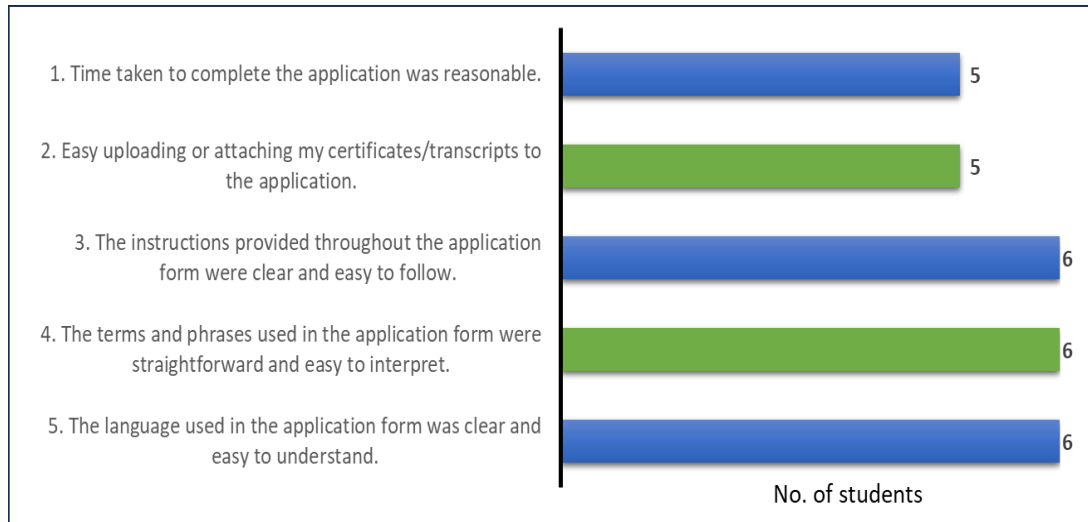 1. Time taken to complete the application was reasonable.
5
2. Easy uploading or attaching my certificates/transcripts to
the application.
5
3. The instructions provided throughout the application
form were clear and easy to follow.
6
4. The terms and phrases used in the application form were
straightforward and easy to interpret.
6
5. The language used in the application form was clear and
easy to understand.
6
No. of students